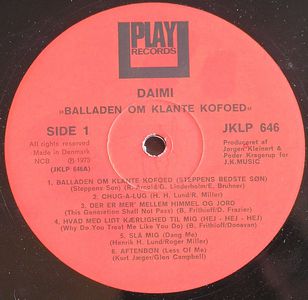 PLAY
RECORDS
DAIMI
»BALLADEN OM KLANTE KOFOED«
SIDE 1
JKLP 646
All rights reserved
Made in Denmark
NCB ℗ 1973
(JKLP 646A)
Produceret af
Jørgen Kleinert &
Peder Kragerup for
J.K.MUSIC
1. BALLADEN OM KLANTE KOFOED (STEPPENS BEDSTE SØN)
(Steppens Søn) (R. Arnold/G. Linderholm/E. Bruhner)
2. CHUG-A-LUG (H. H. Lund/R. Miller)
3. DER ER MER' MELLEM HIMMEL OG JORD
(This Generation Shall Not Pass) (B. Frithioff/D. Frazier)
4. HVAD MED LIDT KÆRLIGHED TIL MIG (HEJ - HEJ - HEJ)
(Why Do You Treat Me Like You Do) (B. Frithioff/Donovan)
5. SLÅ MIG (Dang Me)
(Henrik H. Lund/Roger Miller)
6. AFTENBØN (Less Of Me)
(Kurt Jæger/Glen Campbell)